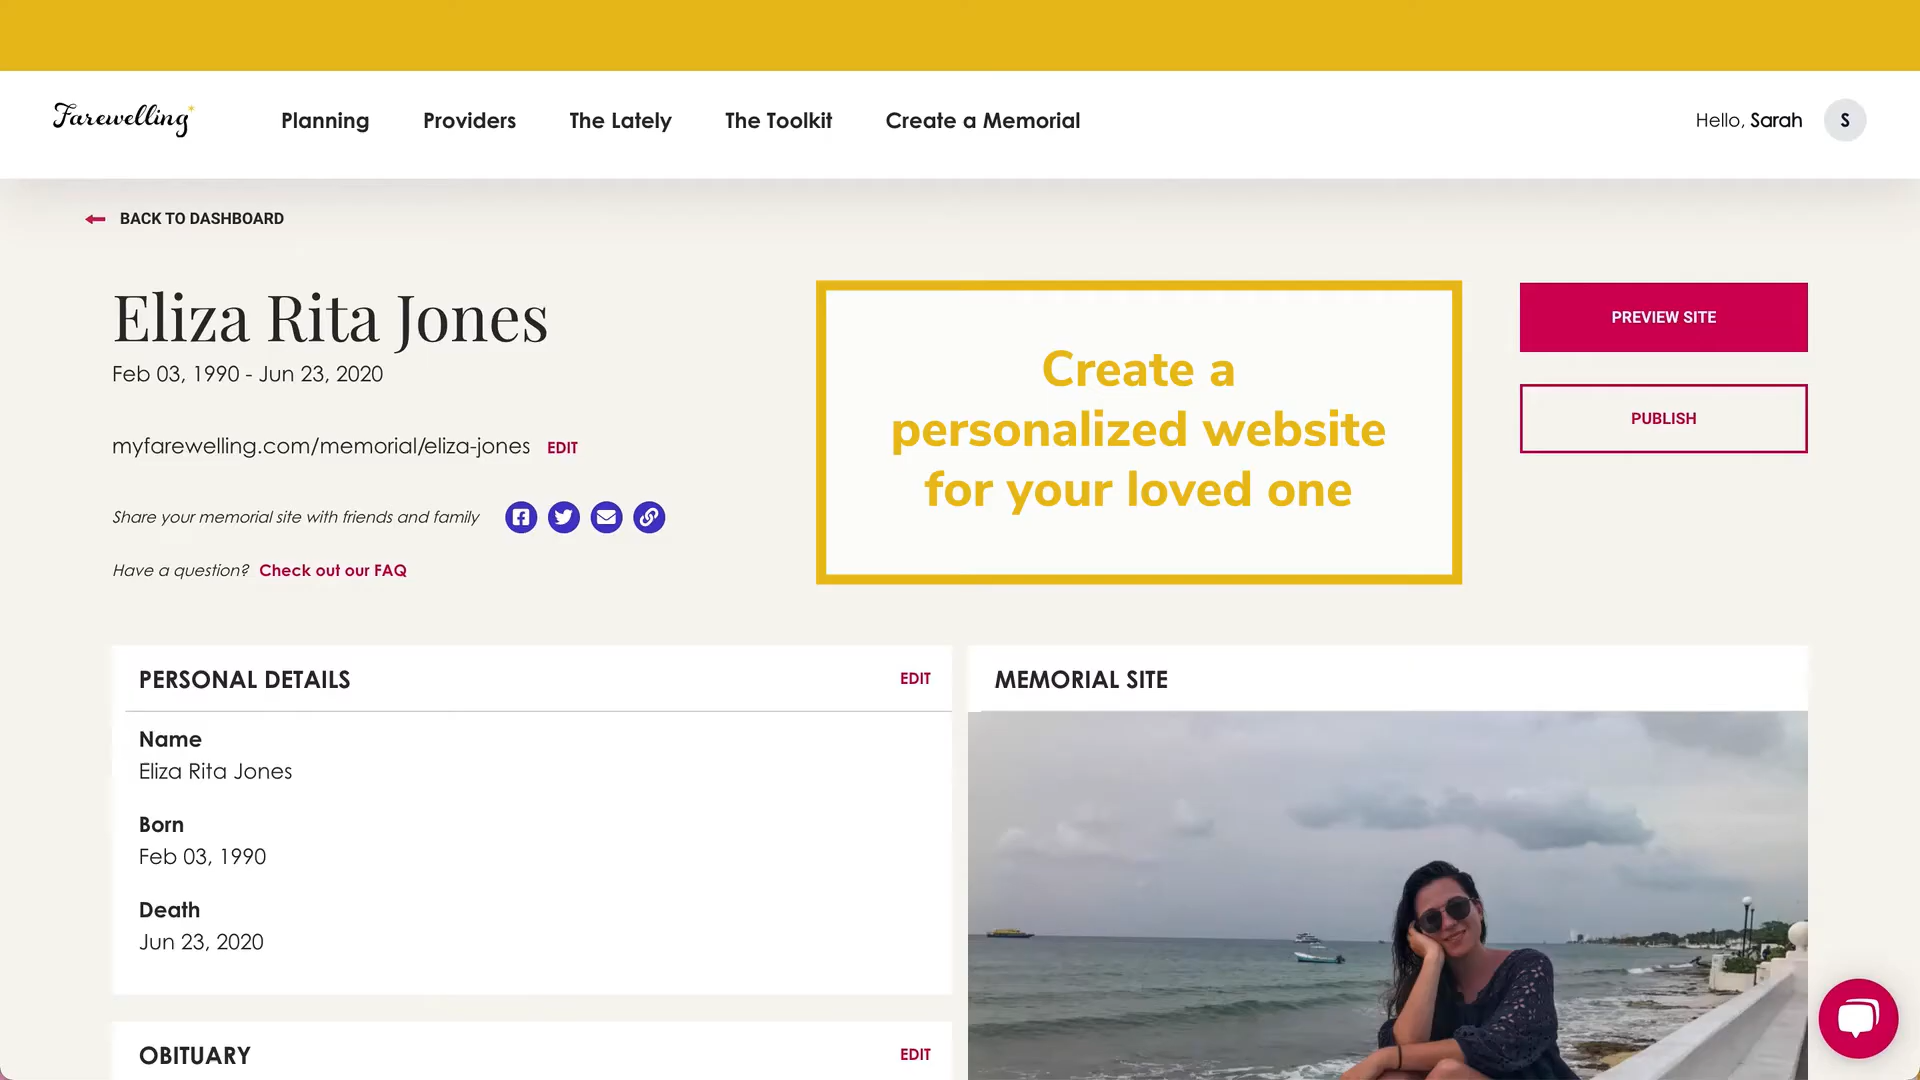 Farewelling
Planning
Providers
The Lately
The Toolkit
Create a Memorial
Hello, Sarah
S
BACK TO DASHBOARD
Eliza Rita Jones
Feb 03, 1990 - Jun 23, 2020
myfarewelling.com/memorial/eliza-jones EDIT
Share your memorial site with friends and family
Have a question? Check out our FAQ
Create a
personalized website
for your loved one
PREVIEW SITE
PUBLISH
PERSONAL DETAILS
EDIT
Name
Eliza Rita Jones
Born
Feb 03, 1990
Death
Jun 23, 2020
OBITUARY
EDIT
MEMORIAL SITE